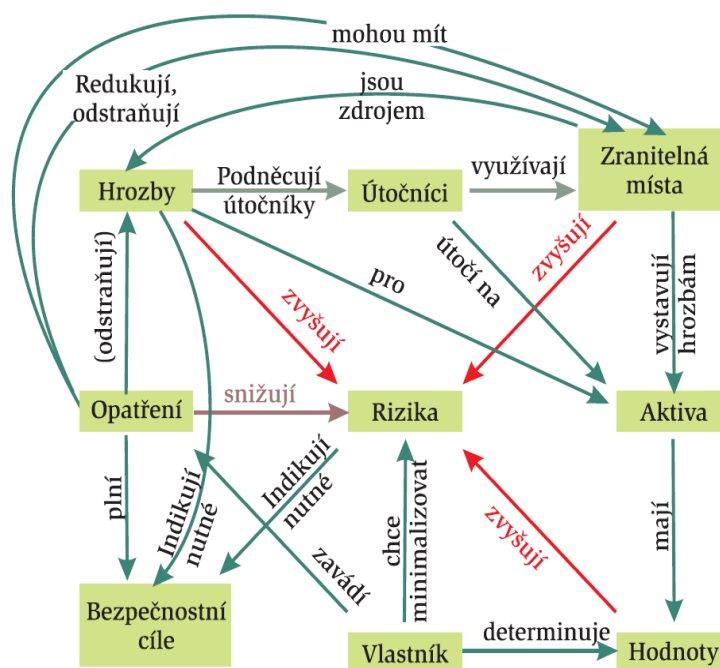 mohou mít
Redukují,
odstraňují
jsou
zdrojem
Hrozby
Podněcují
útočníky
Útočníci
využívají
Zranitelná
místa
(odstraňují)
zvyšují
pro
útočí na
zvyšují
vystavují
hrozbám
Opatření
snižují
Rizika
Aktiva
plní
Indikují
nutné
Indikují
nutné
zavádí
chce
minimalizovat
zvyšují
mají
Bezpečnostní
cíle
Vlastník
determinuje
Hodnoty